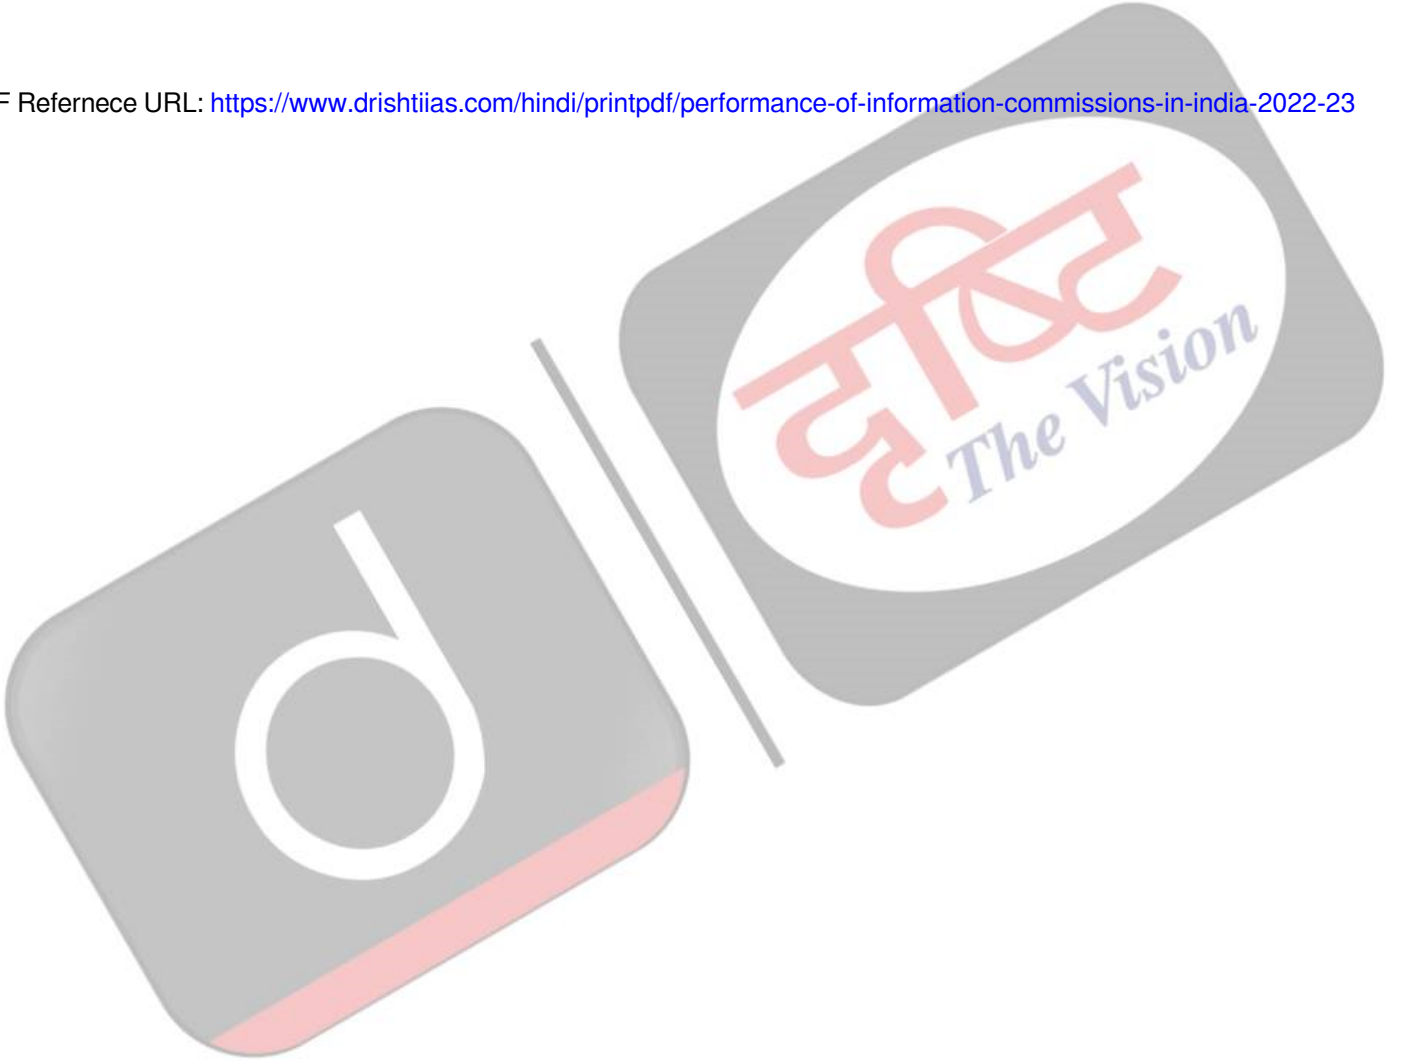 F Refernece URL: https://www.drishtiias.com/hindi/printpdf/performance-of-information-commissions-in-india-2022-23
दृष्टि
The Vision
d